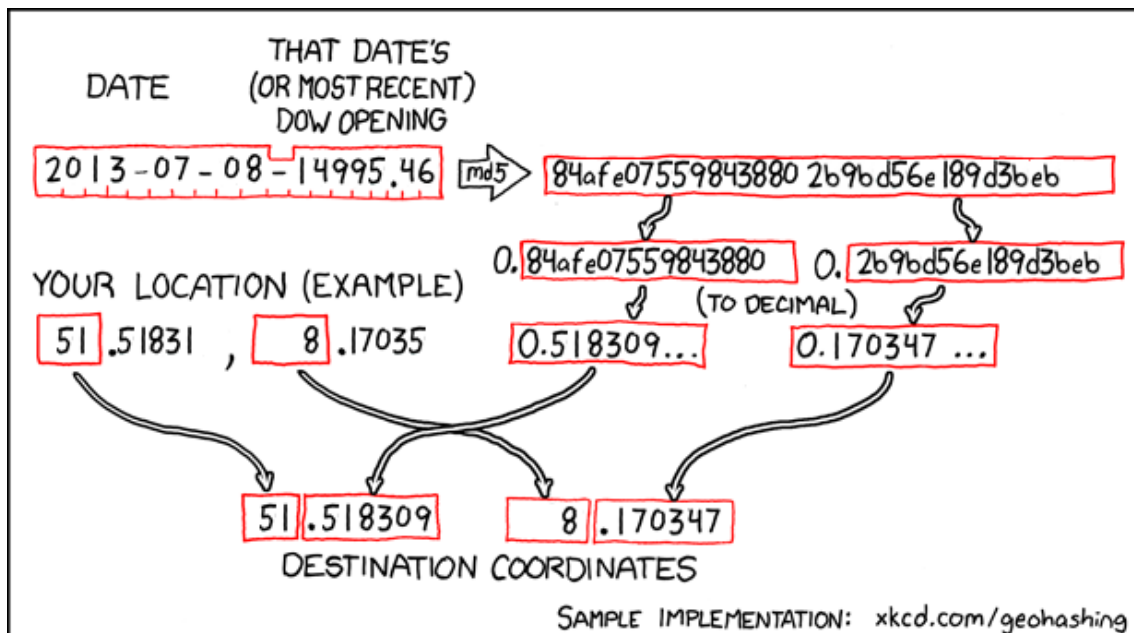 DATE
THAT DATE'S
(OR MOST RECENT)
DOW OPENING
2013-07-08-14995.46
md5
84afe07559843880 2b9bd56e189d3beb
0. 84afe07559843880
0. 2b9bd56e189d3beb
(TO DECIMAL)
YOUR LOCATION (EXAMPLE)
51 .51831 , 8 .17035
0.518309...
0.170347 ...
51 .518309
8 .170347
DESTINATION COORDINATES
SAMPLE IMPLEMENTATION: xkcd.com/geohashing